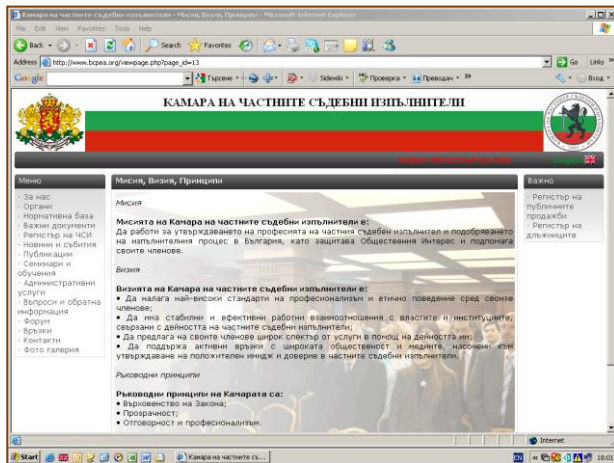 Камара на частните съдебни изпълнители - Мисия, Визия, Принципи - Microsoft Internet Explorer
File Edit View Favorites Tools Help
Back Search Favorites
Address http://www.bcpea.org/viewpage.php?page_id=13 Go Links »
Google Търсене Sidewiki Проверка Преводач » Вход
КАМАРА НА ЧАСТНИТЕ СЪДЕБНИ ИЗПЪЛНИТЕЛИ
Меню
· За нас
· Органи
· Нормативна база
· Важни документи
· Регистър на ЧСИ
· Новини и събития
· Публикации
· Семинари и
обучения
· Административни
услуги
· Въпроси и обратна
информация
· Форум
· Връзки
· Контакти
· Фото галерия
Мисия, Визия, Принципи
Мисия
Мисията на Камара на частните съдебни изпълнители е:
Да работи за утвърждаването на професията на частния съдебен изпълнител и подобряването
на изпълнителния процес в България, като защитава Обществения Интерес и подпомага
своите членове.
Визия
Визията на Камара на частните съдебни изпълнители е:
• Да налага най-високи стандарти на професионализъм и етично поведение сред своите
членове;
• Да има стабилни и ефективни работни взаимоотношения с властите и институциите,
свързани с дейността на частните съдебни изпълнители;
• Да предлага на своите членове широк спектър от услуги в помощ на дейността им;
• Да поддържа активни връзки с широката общественост и медиите, насочени към
утвърждаване на положителен имидж и доверие в частните съдебни изпълнители.
Ръководни принципи
Ръководни принципи на Камарата са:
• Върховенство на Закона;
• Прозрачност;
• Отговорност и професионализъм.
Важно
· Регистър на
публичните
продажби
· Регистър на
длъжниците
Internet
Start Камара на частните съ... EN 18:01